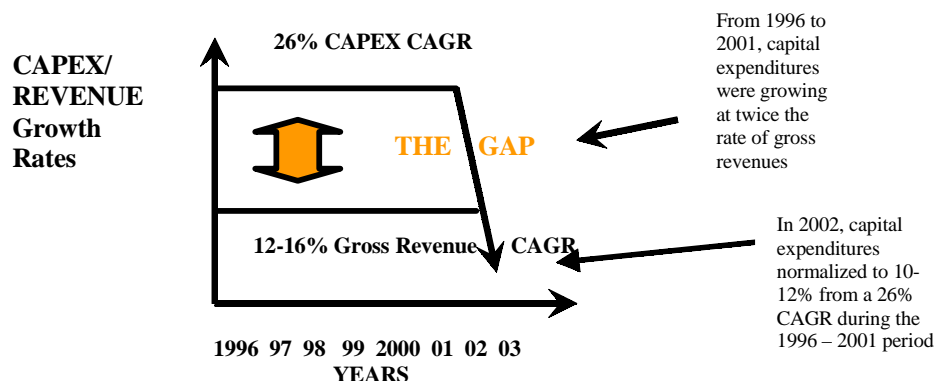 26% CAPEX CAGR
CAPEX/
REVENUE
Growth
Rates
THE GAP
12-16% Gross Revenue CAGR
1996 97 98 99 2000 01 02 03
YEARS
From 1996 to
2001, capital
expenditures
were growing
at twice the
rate of gross
revenues
In 2002, capital
expenditures
normalized to 10-
12% from a 26%
CAGR during the
1996 – 2001 period